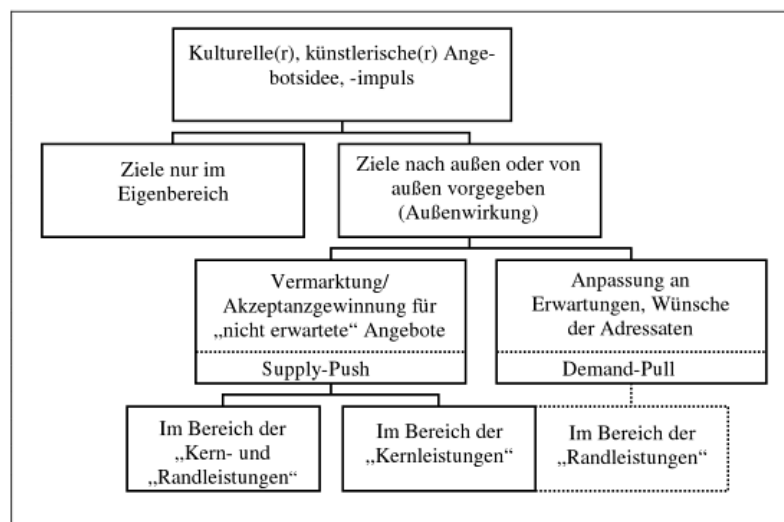 Kulturelle(r), künstlerische(r) Ange-
botsidee, -impuls
Ziele nur im
Eigenbereich
Ziele nach außen oder von
außen vorgegeben
(Außenwirkung)
Vermarktung/
Akzeptanzgewinnung für
„nicht erwartete“ Angebote
Supply-Push
Anpassung an
Erwartungen, Wünsche
der Adressaten
Demand-Pull
Im Bereich der
„Kern- und
„Randleistungen“
Im Bereich der
„Kernleistungen“
Im Bereich der
„Randleistungen“